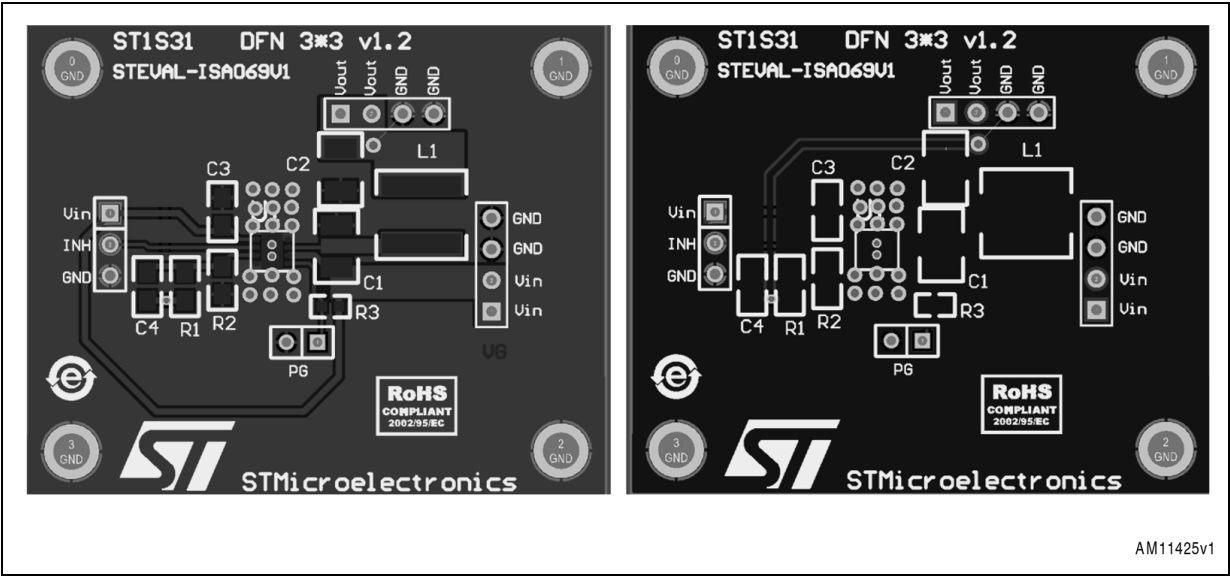 ST1S31 DFN 3*3 v1.2
STEVAL-ISA069V1
0
GND
1
GND
Vout
Vout
GND
GND
L1
C3
C2
Vin
INH
GND
GND
GND
Vin
Vin
C1
C4
R1
R2
R3
PG
VG
RoHS
COMPLIANT
2002/95/EC
e
3
GND
2
GND
ST
STMicroelectronics
ST1S31 DFN 3*3 v1.2
STEVAL-ISA069V1
0
GND
1
GND
Vout
Vout
GND
GND
L1
C3
C2
Vin
INH
GND
GND
GND
Vin
Vin
C1
C4
R1
R2
R3
PG
RoHS
COMPLIANT
2002/95/EC
e
3
GND
2
GND
ST
STMicroelectronics
AM11425v1